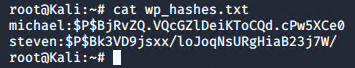 root@Kali:~# cat wp_hashes.txt
michael:$P$BjRvZQ.VQcGZlDeiKToCQd.cPw5XCe0
steven:$P$Bk3VD9jsxx/loJoqNsURgHiaB23j7W/
root@Kali:~#